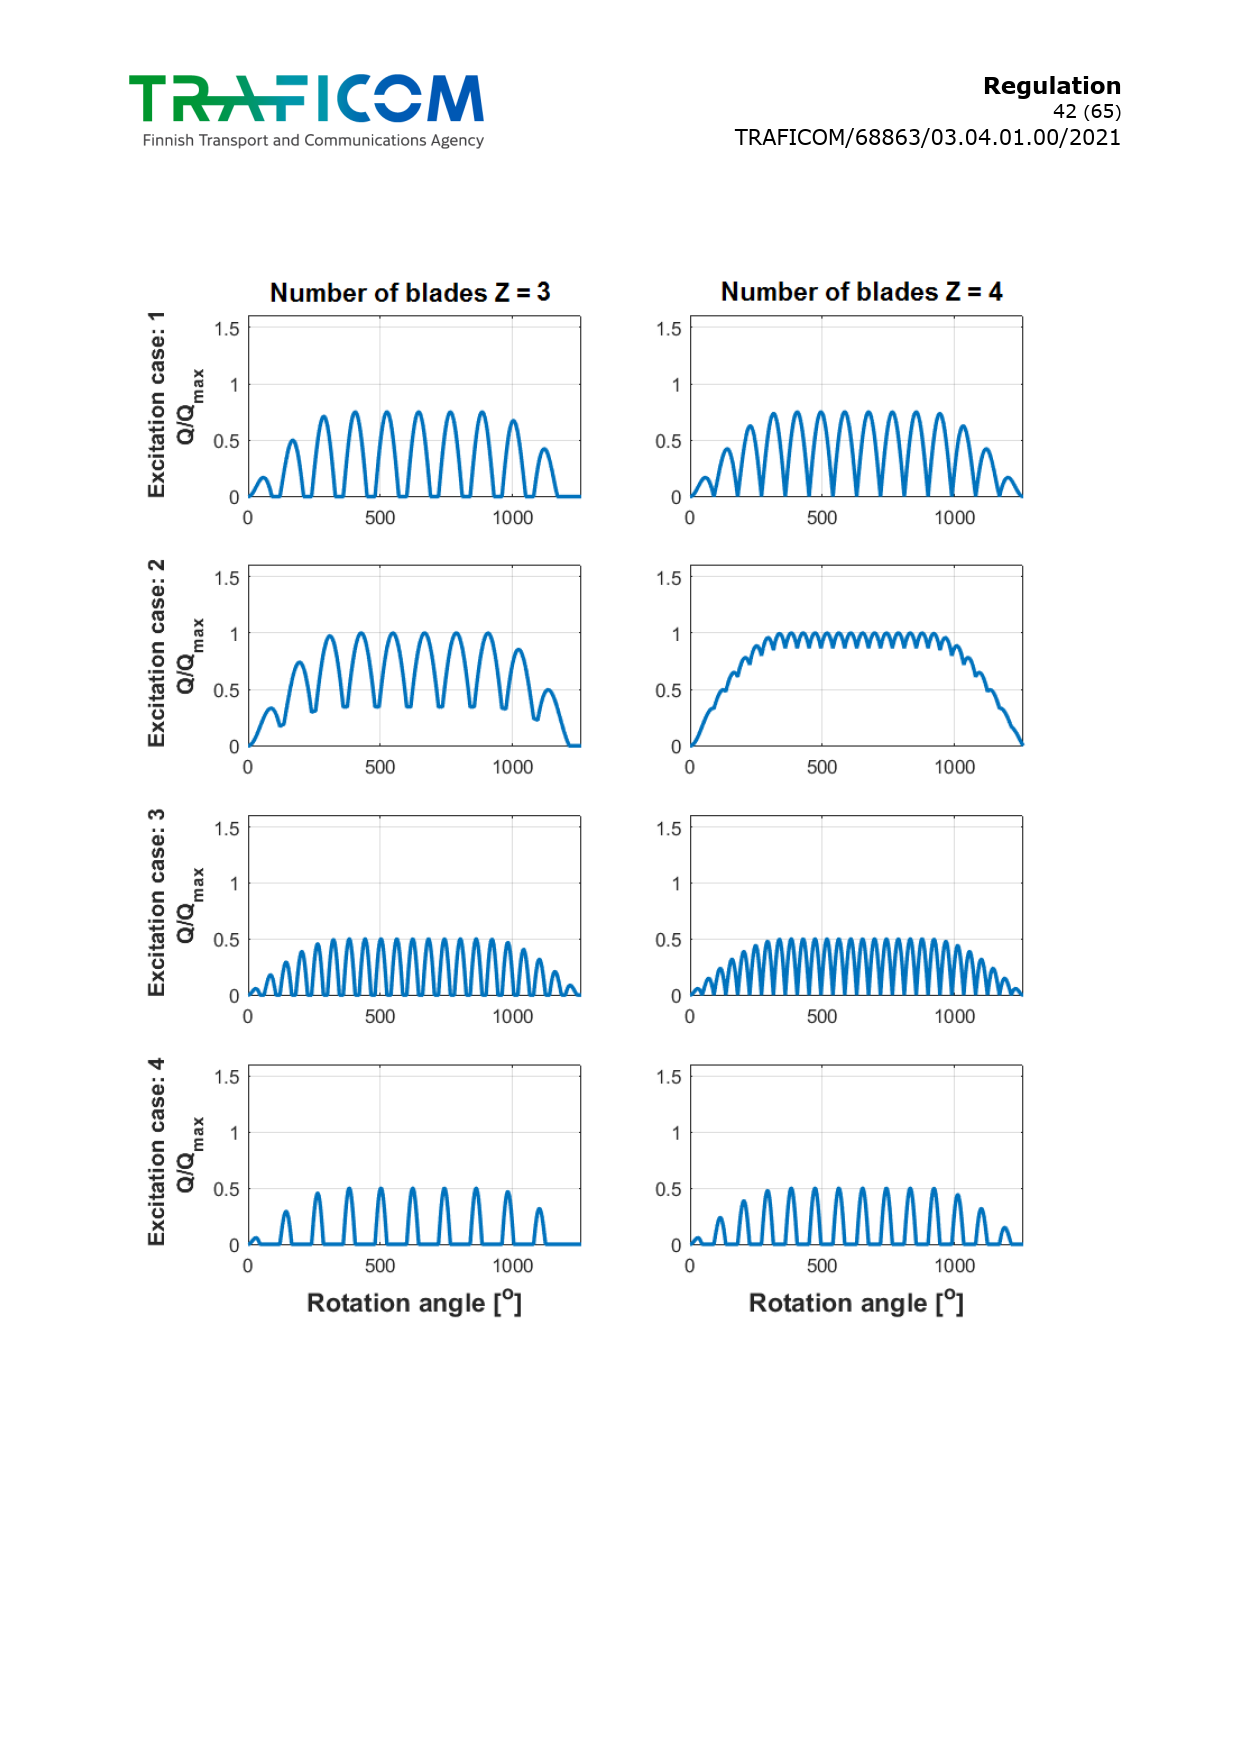 TRAFICOM
Finnish Transport and Communications Agency
Regulation
42 (65)
TRAFICOM/68863/03.04.01.00/2021
Number of blades Z = 3
Number of blades Z = 4
Excitation case: 1
Q/Qmax
1.5
1
0.5
0
0 500 1000
1.5
1
0.5
0
0 500 1000
Excitation case: 2
Q/Qmax
1.5
1
0.5
0
0 500 1000
1.5
1
0.5
0
0 500 1000
Excitation case: 3
Q/Qmax
1.5
1
0.5
0
0 500 1000
1.5
1
0.5
0
0 500 1000
Excitation case: 4
Q/Qmax
1.5
1
0.5
0
0 500 1000
Rotation angle [o]
1.5
1
0.5
0
0 500 1000
Rotation angle [o]